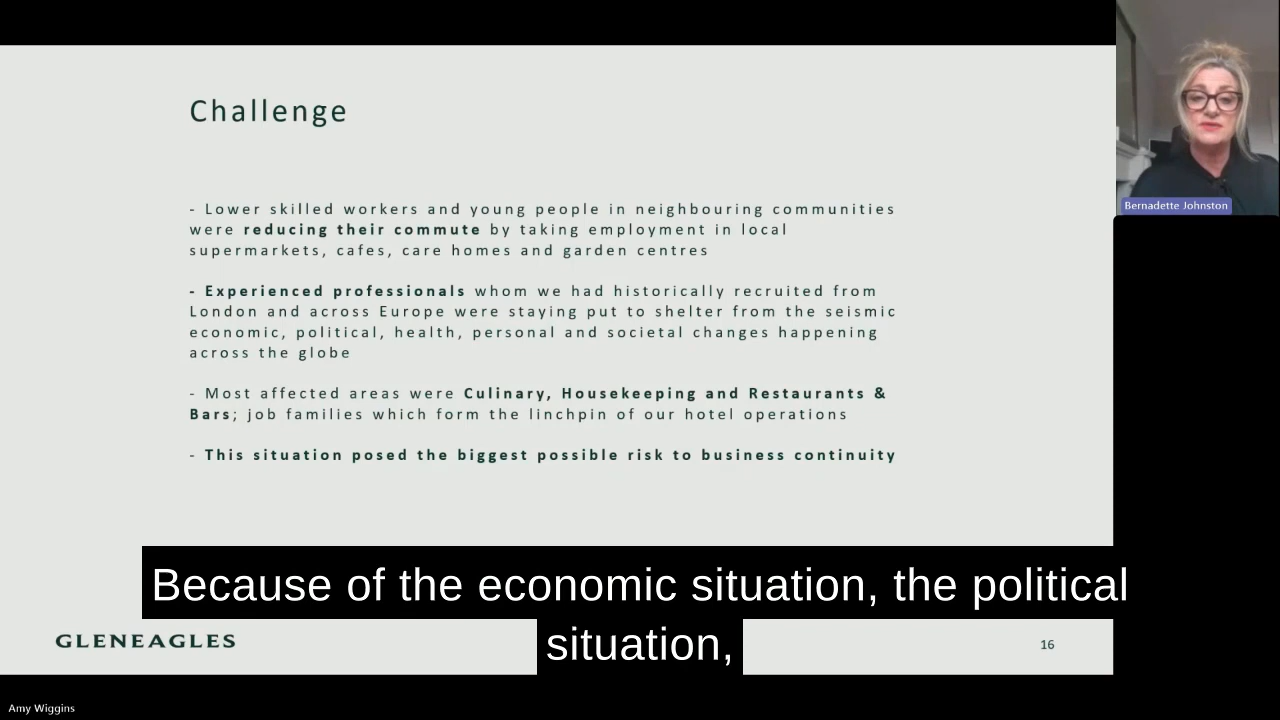 Challenge
- Lower skilled workers and young people in neighbouring communities
were reducing their commute by taking employment in local
supermarkets, cafes, care homes and garden centres
- Experienced professionals whom we had historically recruited from
London and across Europe were staying put to shelter from the seismic
economic, political, health, personal and societal changes happening
across the globe
- Most affected areas were Culinary, Housekeeping and Restaurants &
Bars; job families which form the linchpin of our hotel operations
- This situation posed the biggest possible risk to business continuity
Bernadette Johnston
Because of the economic situation, the political
situation,
GLENEAGLES
16
Amy Wiggins